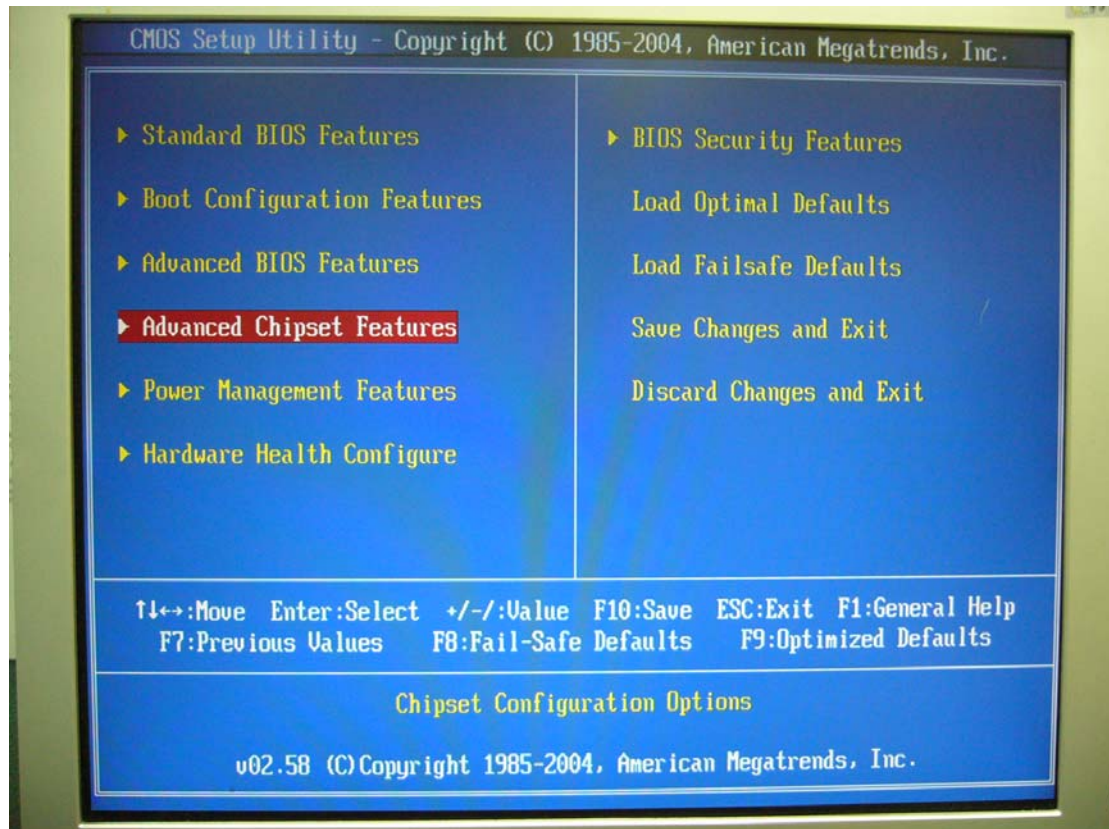 CMOS Setup Utility - Copyright (C) 1985-2004, American Megatrends, Inc.
▶ Standard BIOS Features
▶ Boot Configuration Features
▶ Advanced BIOS Features
▶ Advanced Chipset Features
▶ Power Management Features
▶ Hardware Health Configure
▶ BIOS Security Features
Load Optimal Defaults
Load Failsafe Defaults
Save Changes and Exit
Discard Changes and Exit
↑↓←→:Move Enter:Select +/-/:Value F10:Save ESC:Exit F1:General Help
F7:Previous Values F8:Fail-Safe Defaults F9:Optimized Defaults
Chipset Configuration Options
v02.58 (C)Copyright 1985-2004, American Megatrends, Inc.